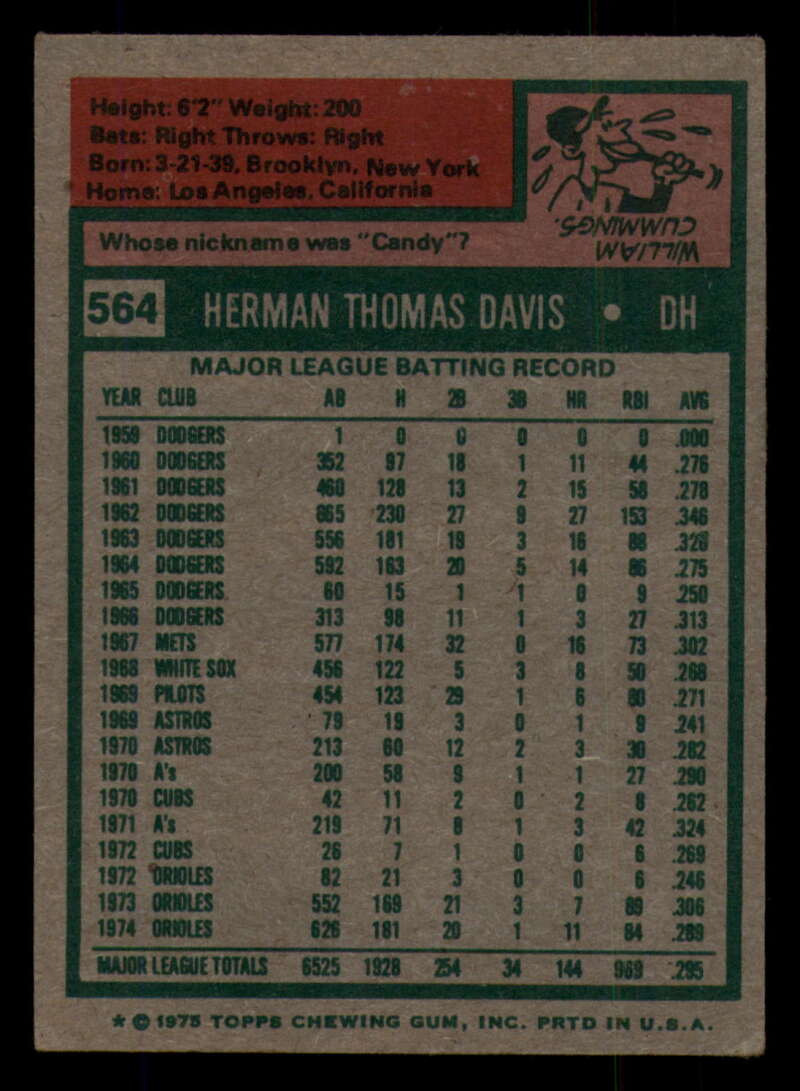 Height: 6'2" Weight: 200
Bats: Right Throws: Right
Born: 3-21-39, Brooklyn, New York
Home: Los Angeles, California
Whose nickname was "Candy"?
WILLIAM
CUMMINGS.
564 HERMAN THOMAS DAVIS • DH
MAJOR LEAGUE BATTING RECORD
YEAR CLUB AB H 2B 3B HR RBI AVG
1959 DODGERS 1 0 0 0 0 0 .000
1960 DODGERS 352 97 18 1 11 44 .276
1961 DODGERS 460 128 13 2 15 58 .278
1962 DODGERS 665 230 27 9 27 153 .346
1963 DODGERS 556 181 19 3 16 88 .326
1964 DODGERS 592 163 20 5 14 86 .275
1965 DODGERS 60 15 1 1 0 9 .250
1966 DODGERS 313 98 11 1 3 27 .313
1967 METS 577 174 32 0 16 73 .302
1968 WHITE SOX 456 122 5 3 8 50 .268
1969 PILOTS 454 123 29 1 6 80 .271
1969 ASTROS 79 19 3 0 1 9 .241
1970 ASTROS 213 60 12 2 3 30 .282
1970 A's 200 58 9 1 1 27 .290
1970 CUBS 42 11 2 0 2 8 .262
1971 A's 219 71 8 1 3 42 .324
1972 CUBS 26 7 1 0 0 6 .269
1972 ORIOLES 82 21 3 0 0 6 .246
1973 ORIOLES 552 169 21 3 7 89 .306
1974 ORIOLES 626 181 20 1 11 84 .289
MAJOR LEAGUE TOTALS 6525 1928 254 34 144 969 .295
* © 1975 TOPPS CHEWING GUM, INC. PRTD IN U.S.A.